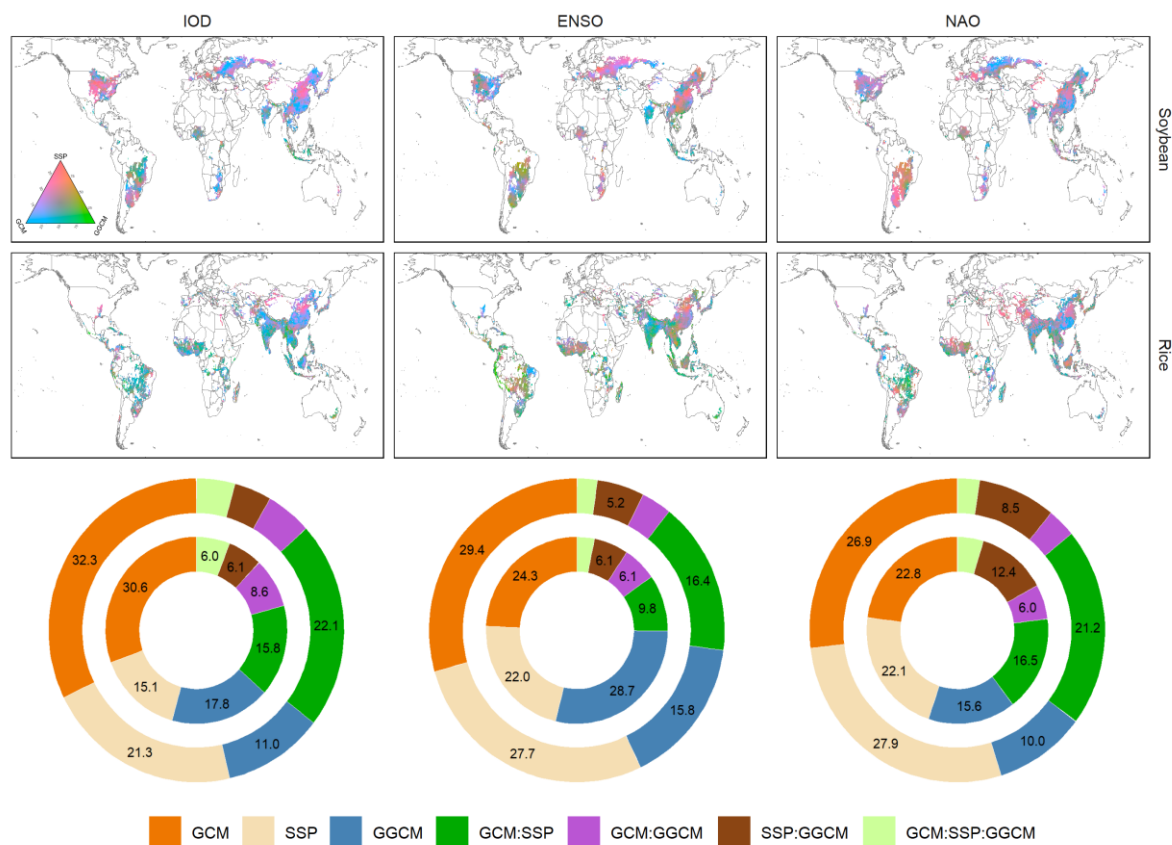 IOD ENSO NAO
Soybean
SSP
GCM
GGCM
Rice
32.3 21.3 11.0 22.1
30.6 15.1 17.8 15.8 8.6 6.1 6.0
29.4 27.7 15.8 16.4 5.2
24.3 22.0 28.7 9.8 6.1 6.1
26.9 27.9 10.0 21.2 8.5
22.8 22.1 15.6 16.5 6.0 12.4
GCM SSP GGCM GCM:SSP GCM:GGCM SSP:GGCM GCM:SSP:GGCM